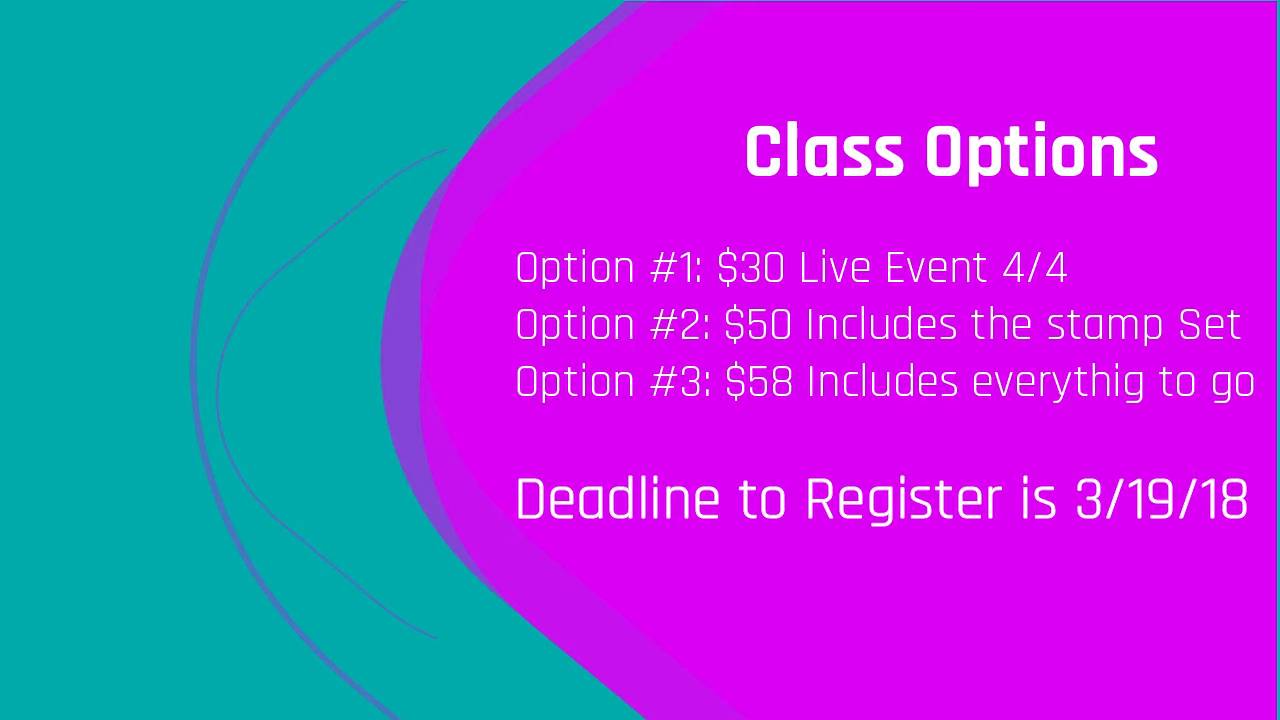 Class Options
Option #1: $30 Live Event 4/4
Option #2: $50 Includes the stamp Set
Option #3: $58 Includes everythig to go
Deadline to Register is 3/19/18